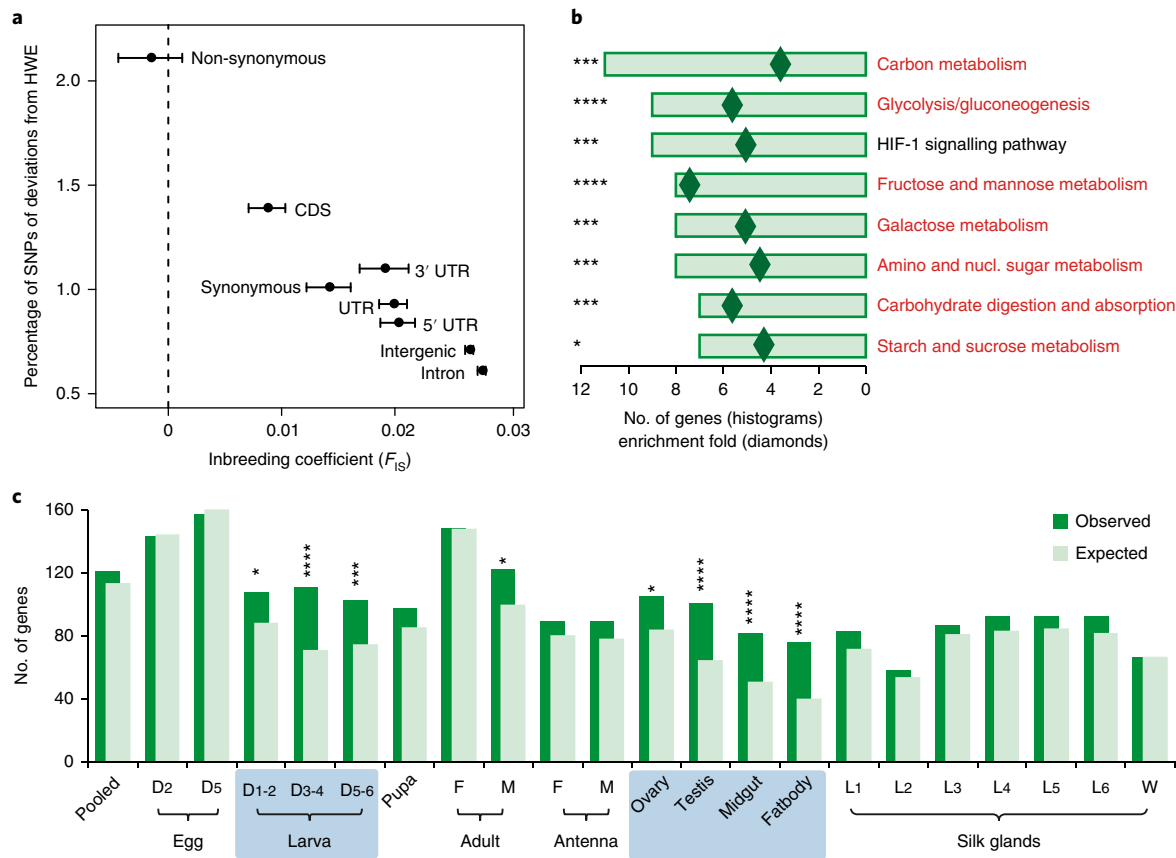 a
Percentage of SNPs of deviations from HWE
2.0
1.5
1.0
0.5
Non-synonymous
CDS
3′ UTR
Synonymous
UTR
5′ UTR
Intergenic
Intron
0 0.01 0.02 0.03
Inbreeding coefficient (FIS)
b
*** Carbon metabolism
**** Glycolysis/gluconeogenesis
*** HIF-1 signalling pathway
**** Fructose and mannose metabolism
*** Galactose metabolism
*** Amino and nucl. sugar metabolism
*** Carbohydrate digestion and absorption
* Starch and sucrose metabolism
12 10 8 6 4 2 0
No. of genes (histograms)
enrichment fold (diamonds)
c
No. of genes
160
120
80
40
0
Observed
Expected
* **** *** * * **** **** ****
Pooled D2 D5 D1-2 D3-4 D5-6 Pupa F M F M Ovary Testis Midgut Fatbody L1 L2 L3 L4 L5 L6 W
Egg Larva Adult Antenna Silk glands